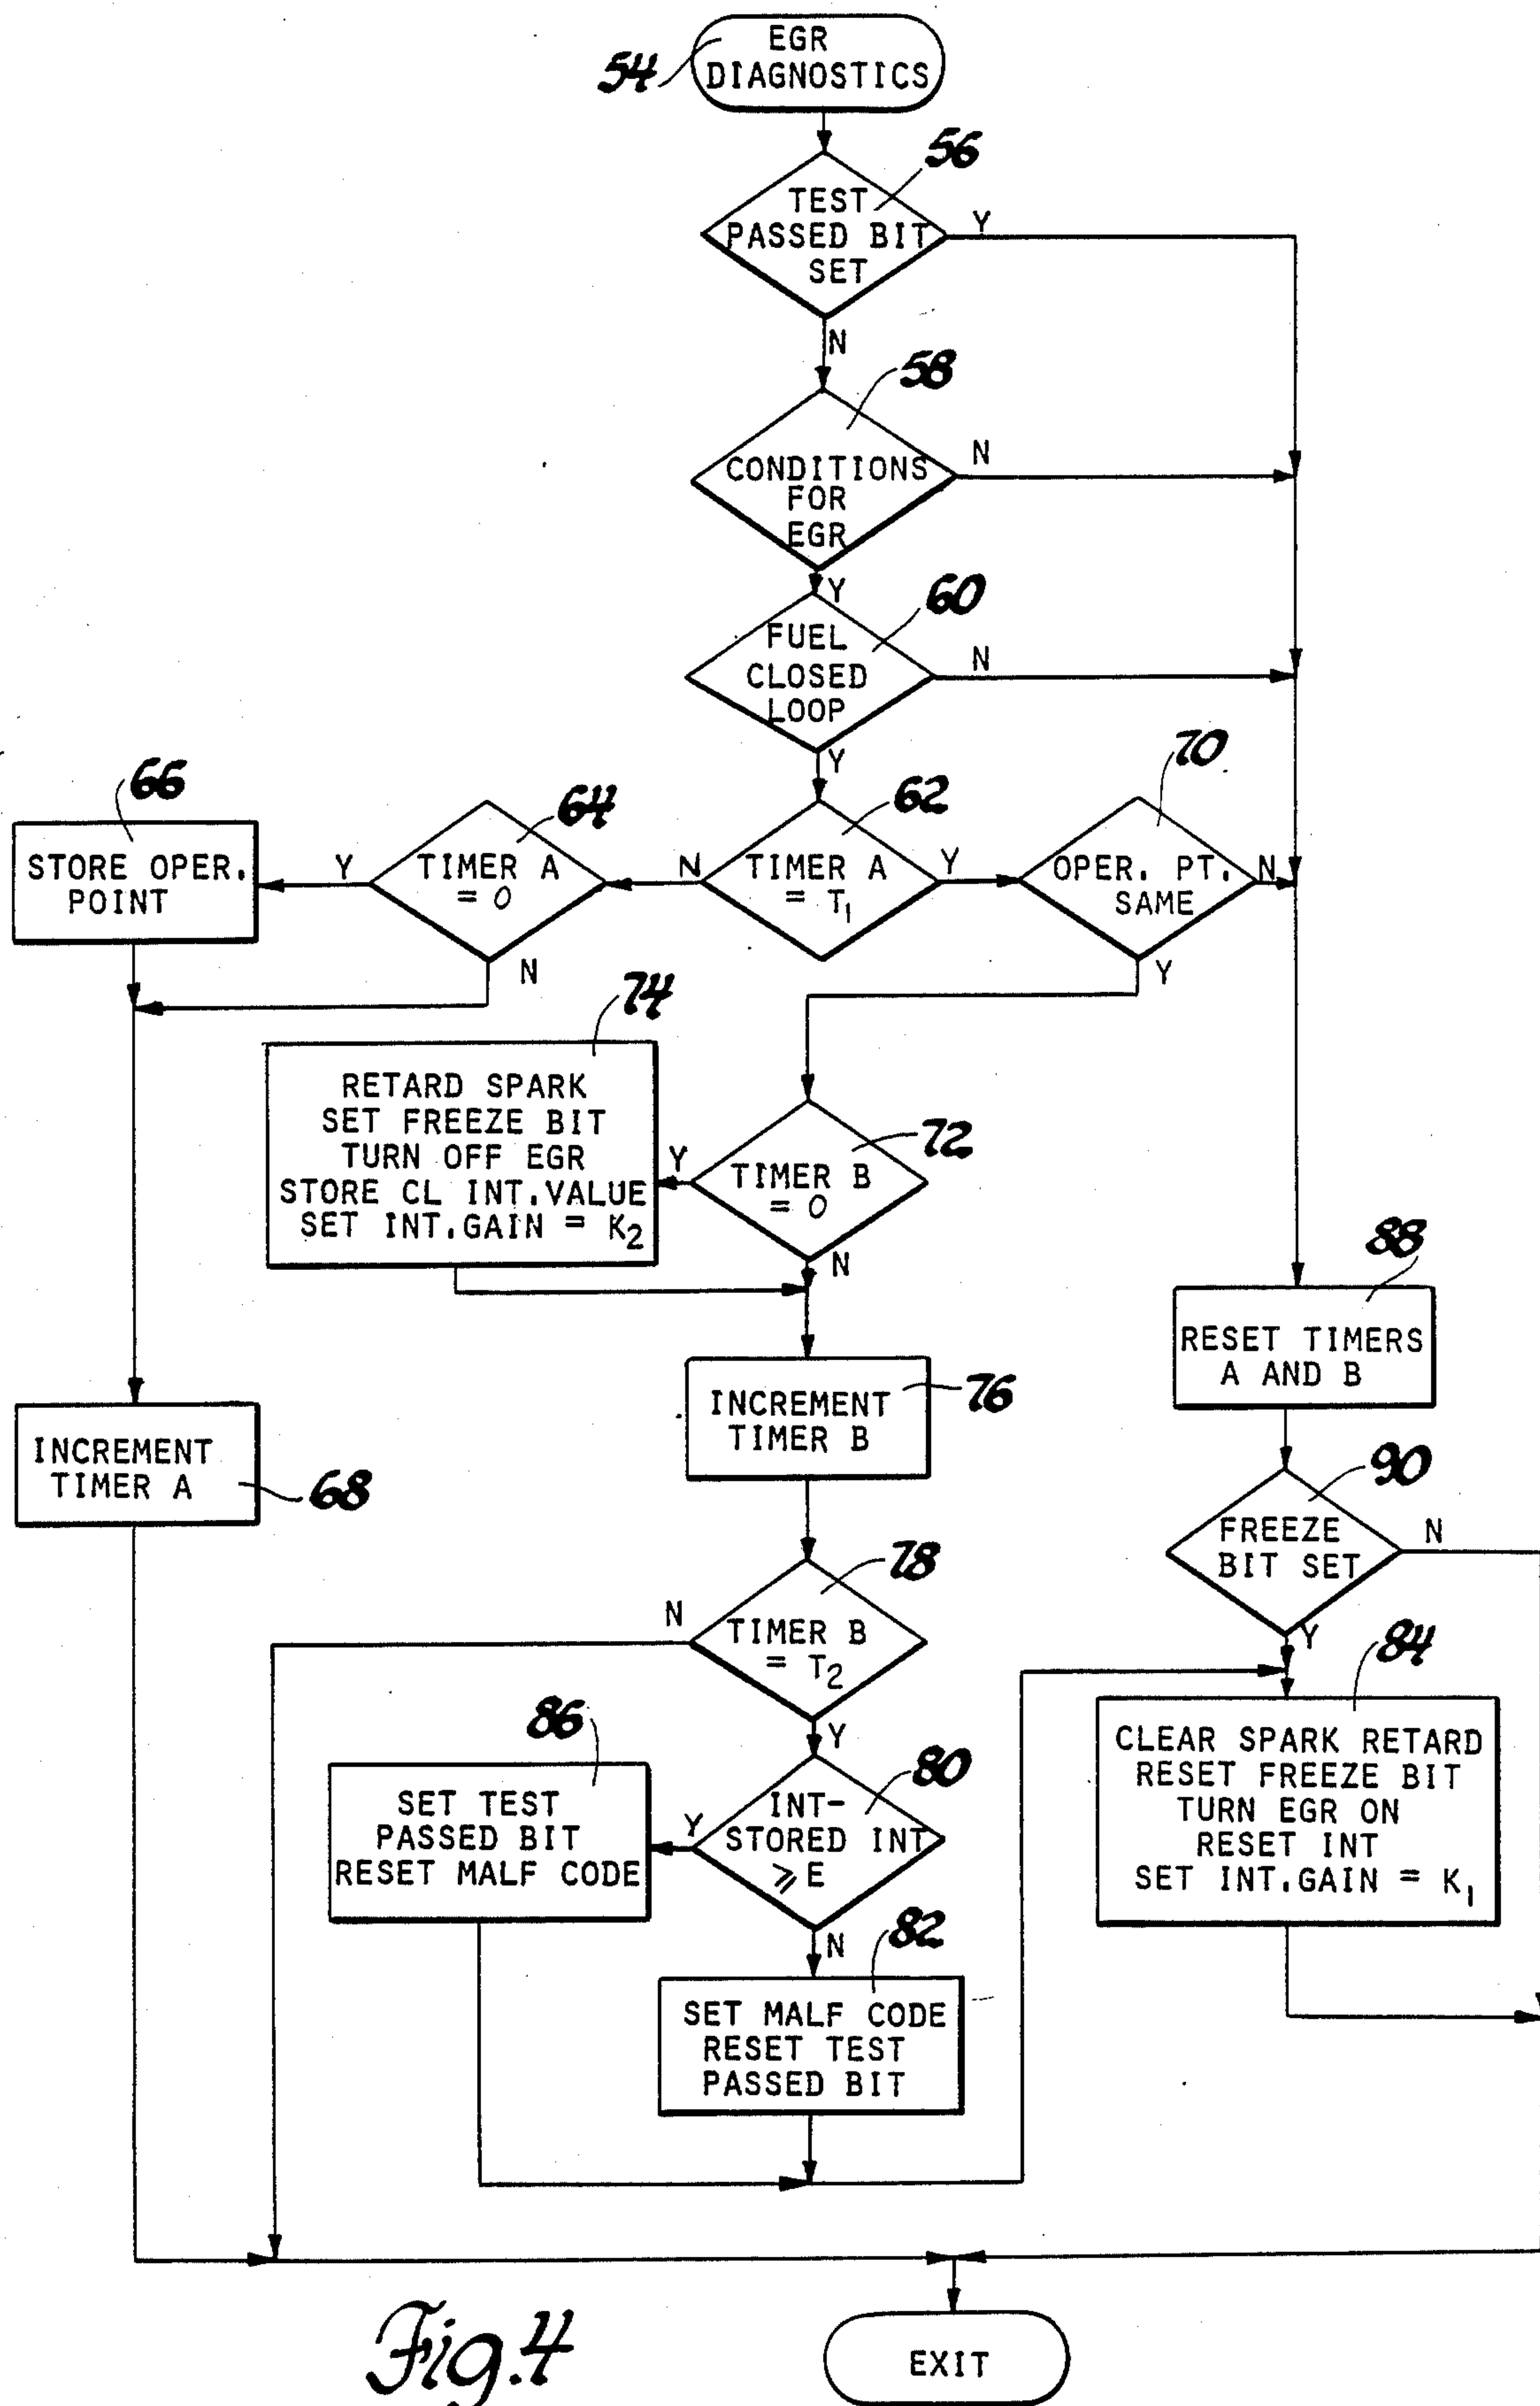 EGR
DIAGNOSTICS
54
56
TEST
PASSED BIT
SET
Y
N
58
CONDITIONS
FOR
EGR
N
Y
60
FUEL
CLOSED
LOOP
N
Y
66
STORE OPER.
POINT
Y
64
TIMER A
= 0
N
N
62
TIMER A
= T1
Y
70
OPER. PT.
SAME
N
Y
74
RETARD SPARK
SET FREEZE BIT
TURN OFF EGR
STORE CL INT.VALUE
SET INT.GAIN = K2
Y
72
TIMER B
= 0
N
88
RESET TIMERS
A AND B
76
INCREMENT
TIMER B
INCREMENT
TIMER A
68
90
FREEZE
BIT SET
N
Y
78
TIMER B
= T2
N
Y
84
CLEAR SPARK RETARD
RESET FREEZE BIT
TURN EGR ON
RESET INT
SET INT.GAIN = K1
86
SET TEST
PASSED BIT
RESET MALF CODE
Y
80
INT-
STORED INT
⩾ E
N
82
SET MALF CODE
RESET TEST
PASSED BIT
EXIT
Fig.4